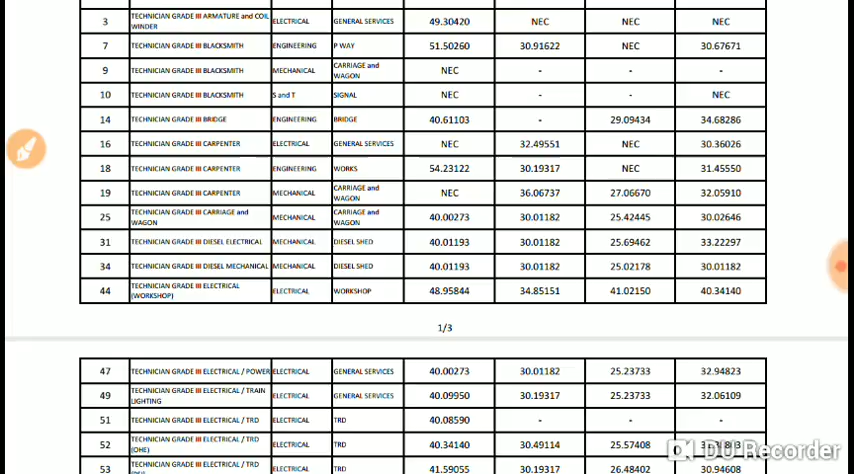 3 TECHNICIAN GRADE III ARMATURE and COIL WINDER ELECTRICAL GENERAL SERVICES 49.30420 NEC NEC NEC
7 TECHNICIAN GRADE III BLACKSMITH ENGINEERING P WAY 51.50260 30.91622 NEC 30.67671
9 TECHNICIAN GRADE III BLACKSMITH MECHANICAL CARRIAGE and WAGON NEC - - -
10 TECHNICIAN GRADE III BLACKSMITH S and T SIGNAL NEC - - NEC
14 TECHNICIAN GRADE III BRIDGE ENGINEERING BRIDGE 40.61103 - 29.09434 34.68286
16 TECHNICIAN GRADE III CARPENTER ELECTRICAL GENERAL SERVICES NEC 32.49551 NEC 30.36026
18 TECHNICIAN GRADE III CARPENTER ENGINEERING WORKS 54.23122 30.19317 NEC 31.45550
19 TECHNICIAN GRADE III CARPENTER MECHANICAL CARRIAGE and WAGON NEC 36.06737 27.06670 32.05910
25 TECHNICIAN GRADE III CARRIAGE and WAGON MECHANICAL CARRIAGE and WAGON 40.00273 30.01182 25.42445 30.02646
31 TECHNICIAN GRADE III DIESEL ELECTRICAL MECHANICAL DIESEL SHED 40.01193 30.01182 25.69462 33.22297
34 TECHNICIAN GRADE III DIESEL MECHANICAL MECHANICAL DIESEL SHED 40.01193 30.01182 25.02178 30.01182
44 TECHNICIAN GRADE III ELECTRICAL (WORKSHOP) ELECTRICAL WORKSHOP 48.95844 34.85151 41.02150 40.34140
1/3
47 TECHNICIAN GRADE III ELECTRICAL / POWER ELECTRICAL GENERAL SERVICES 40.00273 30.01182 25.23733 32.94823
49 TECHNICIAN GRADE III ELECTRICAL / TRAIN LIGHTING ELECTRICAL GENERAL SERVICES 40.09950 30.19317 25.23733 32.06109
51 TECHNICIAN GRADE III ELECTRICAL / TRD ELECTRICAL TRD 40.08590 - - -
52 TECHNICIAN GRADE III ELECTRICAL / TRD (OHE) ELECTRICAL TRD 40.34140 30.49114 25.57408
53 TECHNICIAN GRADE III ELECTRICAL / TRD ELECTRICAL TRD 41.59055 30.19317 26.48402 30.94608
DU Recorder